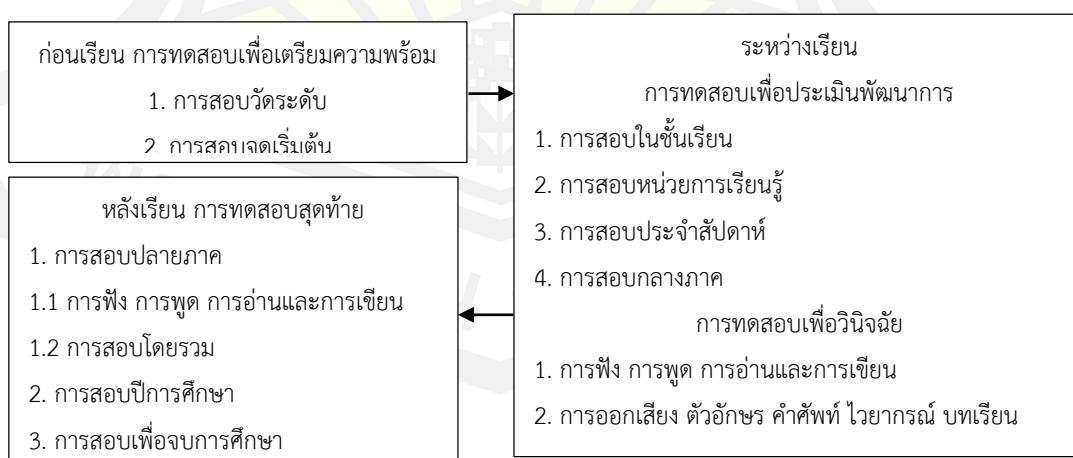 ก่อนเรียน การทดสอบเพื่อเตรียมความพร้อม
1. การสอบวัดระดับ
2 การสอบจุดเริ่มต้น
ระหว่างเรียน
การทดสอบเพื่อประเมินพัฒนาการ
1. การสอบในชั้นเรียน
2. การสอบหน่วยการเรียนรู้
3. การสอบประจำสัปดาห์
4. การสอบกลางภาค
การทดสอบเพื่อวินิจฉัย
1. การฟัง การพูด การอ่านและการเขียน
2. การออกเสียง ตัวอักษร คำศัพท์ ไวยากรณ์ บทเรียน
หลังเรียน การทดสอบสุดท้าย
1. การสอบปลายภาค
1.1 การฟัง การพูด การอ่านและการเขียน
1.2 การสอบโดยรวม
2. การสอบปีการศึกษา
3. การสอบเพื่อจบการศึกษา